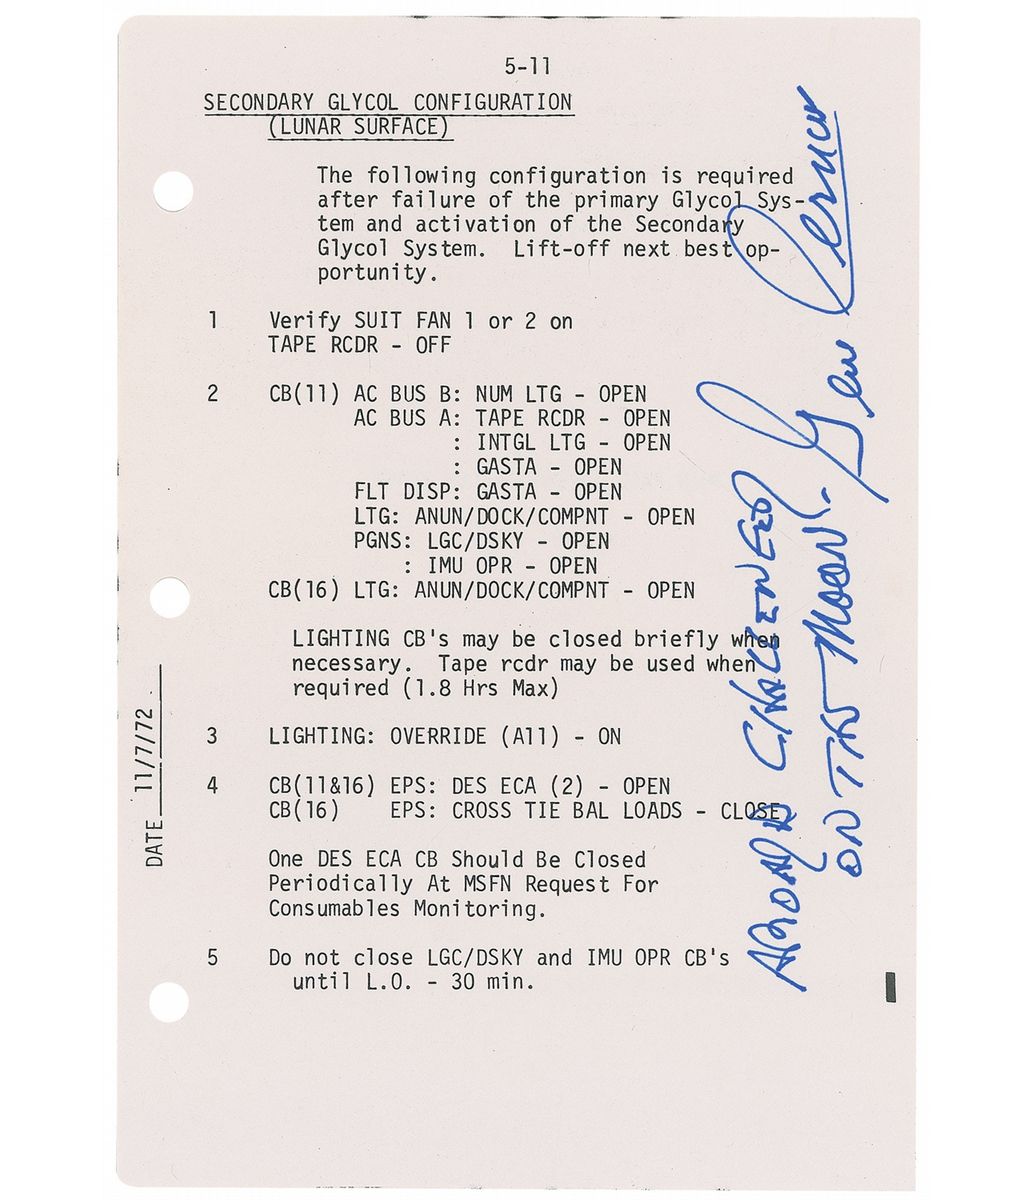 5-11
SECONDARY GLYCOL CONFIGURATION
(LUNAR SURFACE)
The following configuration is required
after failure of the primary Glycol Sys-
tem and activation of the Secondary
Glycol System.  Lift-off next best op-
portunity.
1 Verify SUIT FAN 1 or 2 on
TAPE RCDR - OFF
2 CB(11) AC BUS B: NUM LTG - OPEN
AC BUS A: TAPE RCDR - OPEN
: INTGL LTG - OPEN
: GASTA - OPEN
FLT DISP: GASTA - OPEN
LTG: ANUN/DOCK/COMPNT - OPEN
PGNS: LGC/DSKY - OPEN
: IMU OPR - OPEN
CB(16) LTG: ANUN/DOCK/COMPNT - OPEN
LIGHTING CB's may be closed briefly when
necessary.  Tape rcdr may be used when
required (1.8 Hrs Max)
3 LIGHTING: OVERRIDE (A11) - ON
4 CB(11&16) EPS: DES ECA (2) - OPEN
CB(16) EPS: CROSS TIE BAL LOADS - CLOSE
One DES ECA CB Should Be Closed
Periodically At MSFN Request For
Consumables Monitoring.
5 Do not close LGC/DSKY and IMU OPR CB's
until L.O. - 30 min.
DATE 11/7/72
ABOARD CHALLENGER
ON THE MOON - Gene Cernan